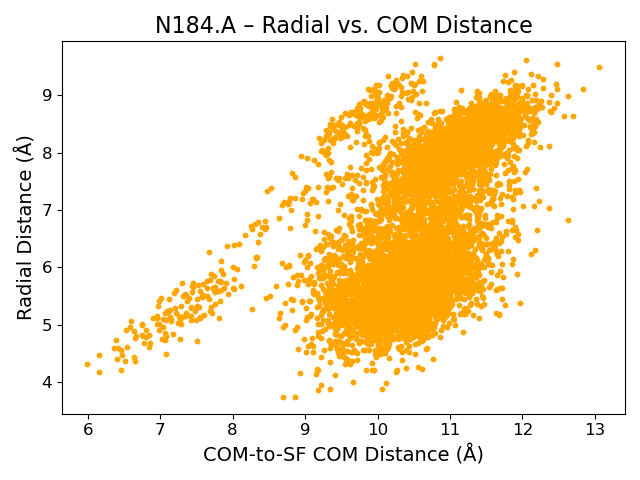 N184.A – Radial vs. COM Distance
Radial Distance (Å)
9
8
7
6
5
4
6 7 8 9 10 11 12 13
COM-to-SF COM Distance (Å)